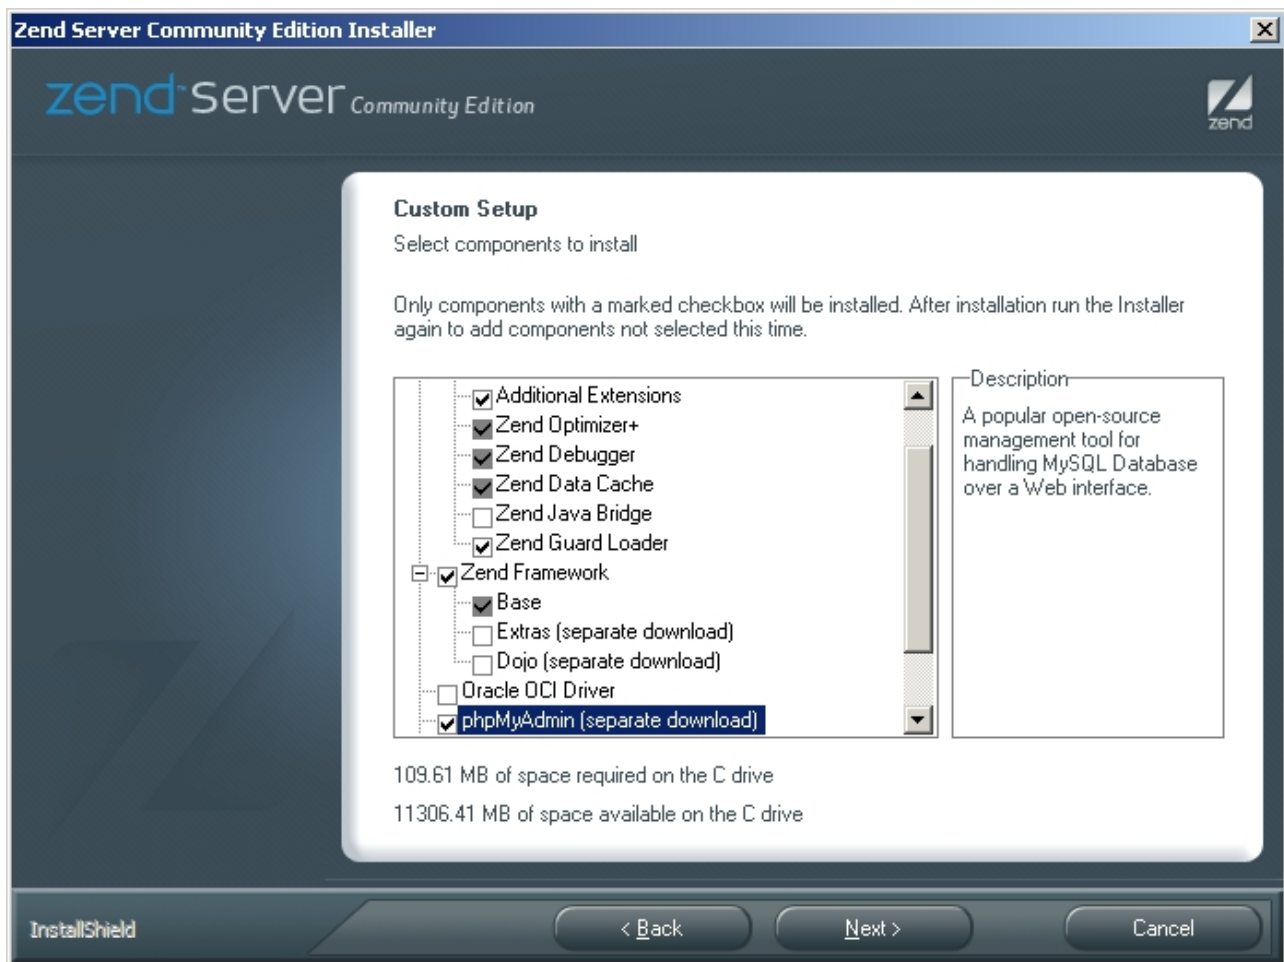 Zend Server Community Edition Installer
zend™ server Community Edition
zend
Custom Setup
Select components to install
Only components with a marked checkbox will be installed. After installation run the Installer
again to add components not selected this time.
Additional Extensions
Zend Optimizer+
Zend Debugger
Zend Data Cache
Zend Java Bridge
Zend Guard Loader
Zend Framework
Base
Extras (separate download)
Dojo (separate download)
Oracle OCI Driver
phpMyAdmin (separate download)
Description
A popular open-source
management tool for
handling MySQL Database
over a Web interface.
109.61 MB of space required on the C drive
11306.41 MB of space available on the C drive
InstallShield
< Back
Next >
Cancel